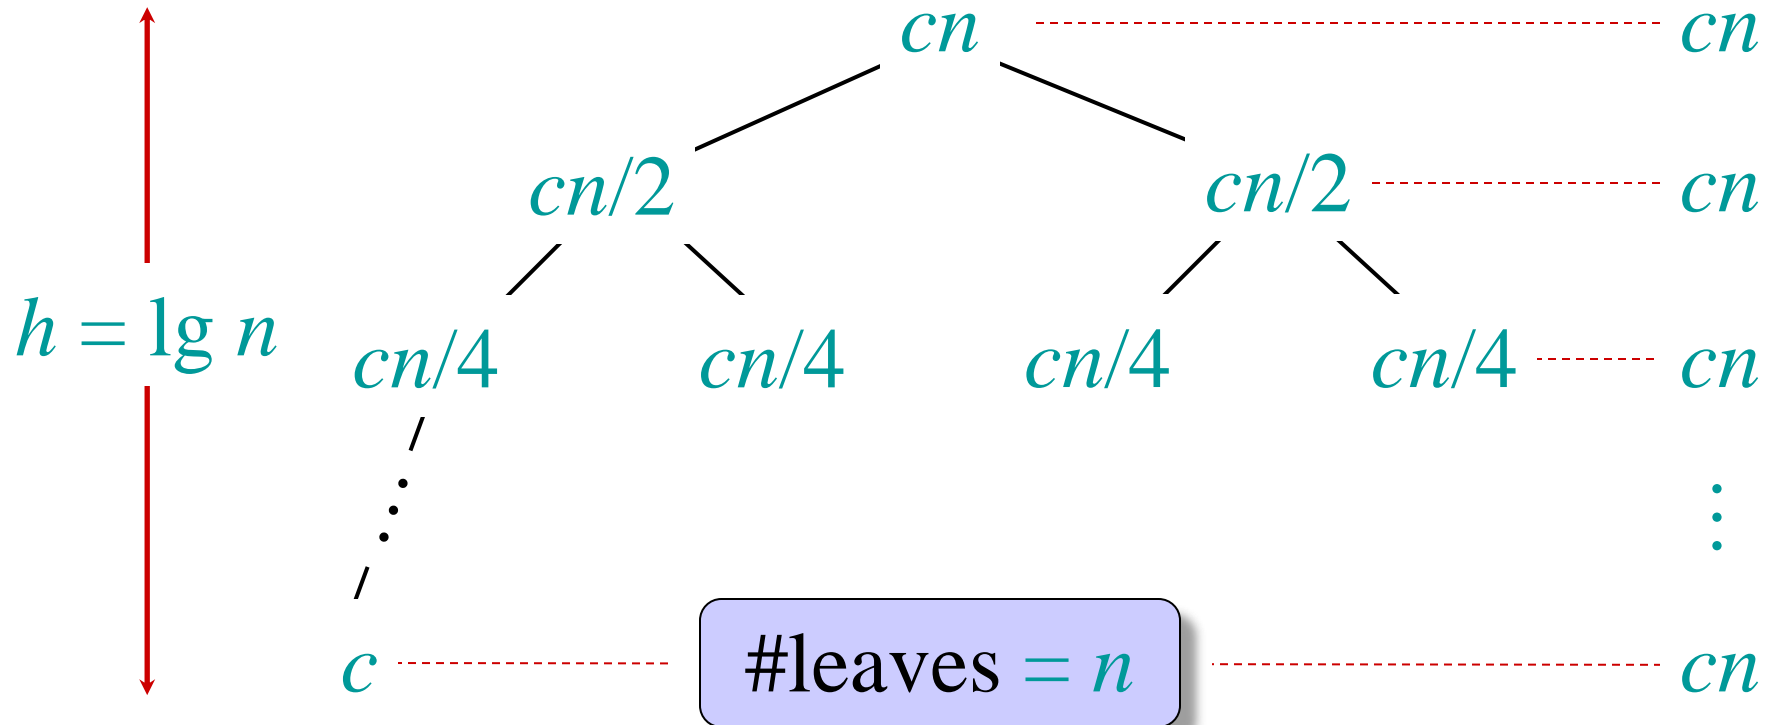 cn cn
cn/2 cn/2 cn
h = lg n cn/4 cn/4 cn/4 cn/4 cn
c #leaves = n cn